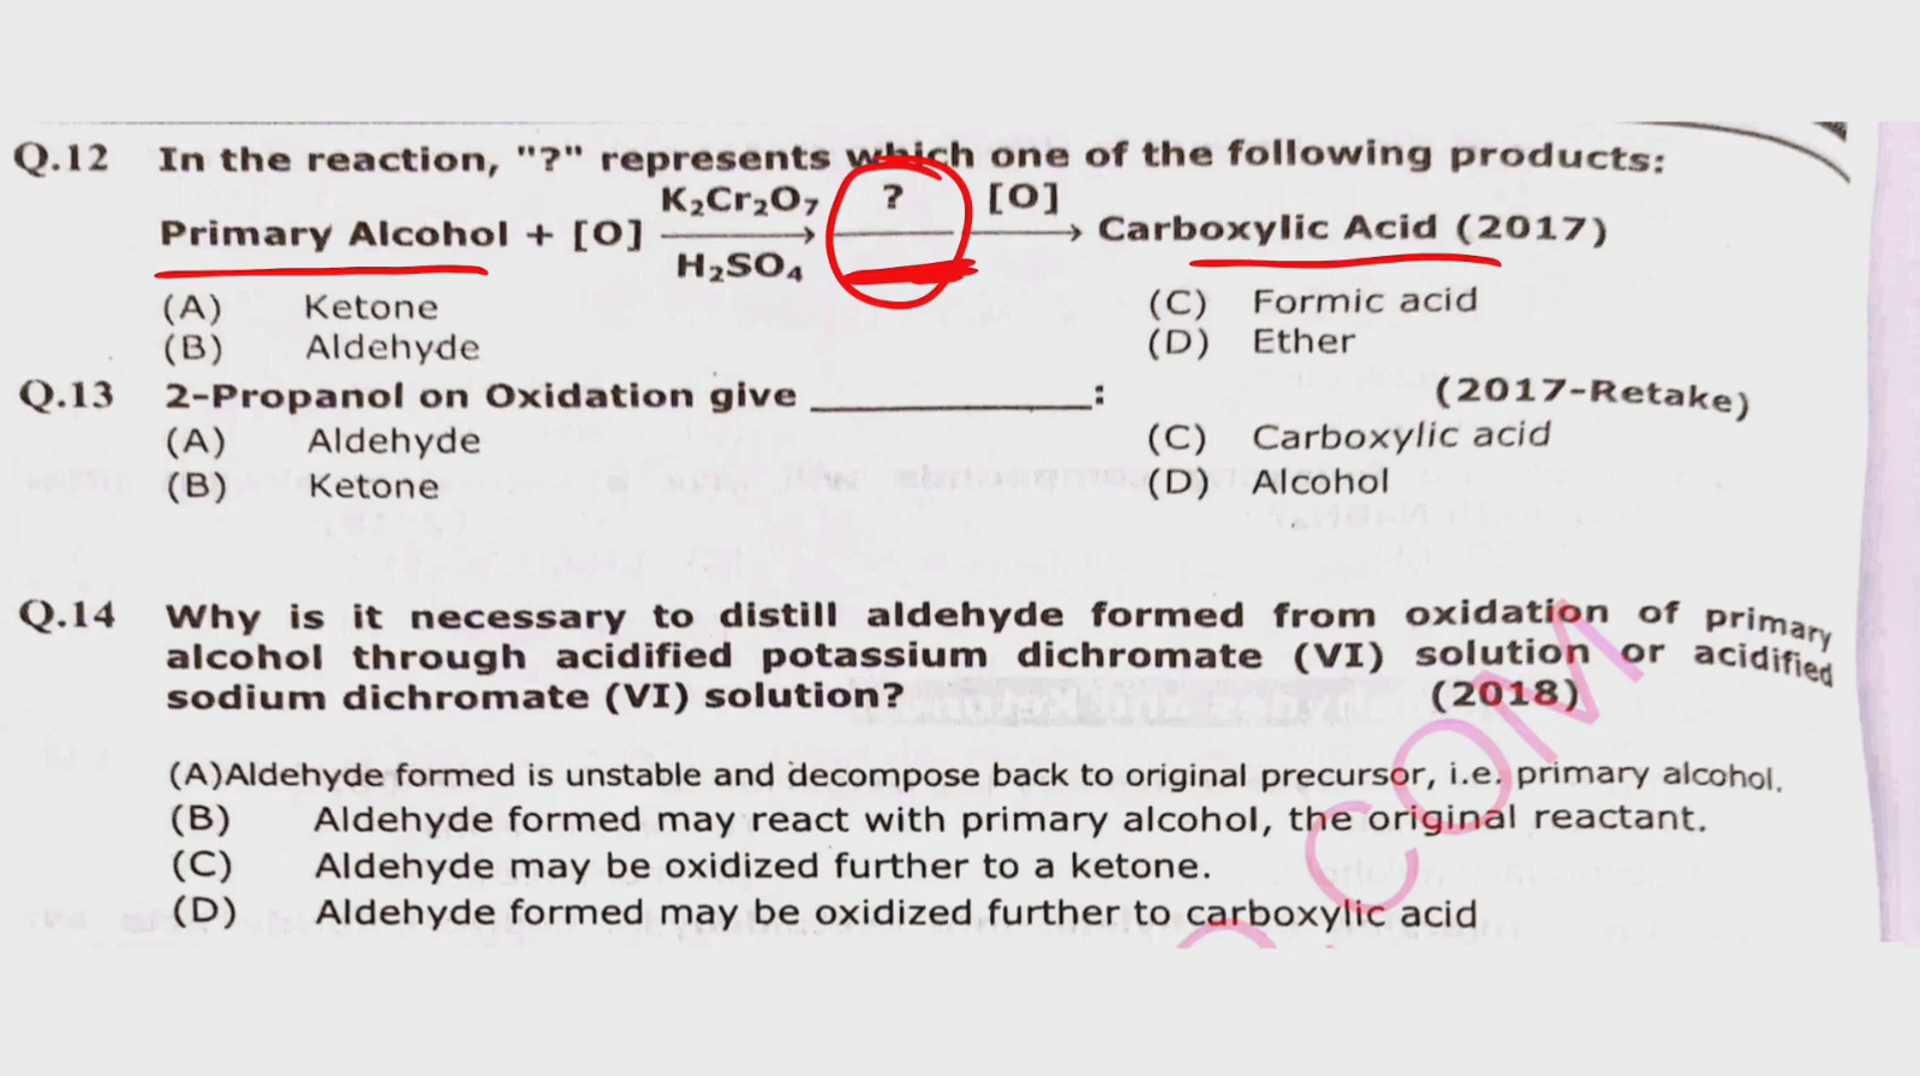 Q.12 In the reaction, "?" represents which one of the following products:
Primary Alcohol + [O] K₂Cr₂O₇ H₂SO₄ → ? [O] → Carboxylic Acid (2017)
(A) Ketone (C) Formic acid
(B) Aldehyde (D) Ether
Q.13 2-Propanol on Oxidation give ____________: (2017-Retake)
(A) Aldehyde (C) Carboxylic acid
(B) Ketone (D) Alcohol
Q.14 Why is it necessary to distill aldehyde formed from oxidation of primary
alcohol through acidified potassium dichromate (VI) solution or acidified
sodium dichromate (VI) solution? (2018)
(A)Aldehyde formed is unstable and decompose back to original precursor, i.e. primary alcohol.
(B) Aldehyde formed may react with primary alcohol, the original reactant.
(C) Aldehyde may be oxidized further to a ketone.
(D) Aldehyde formed may be oxidized further to carboxylic acid
COM